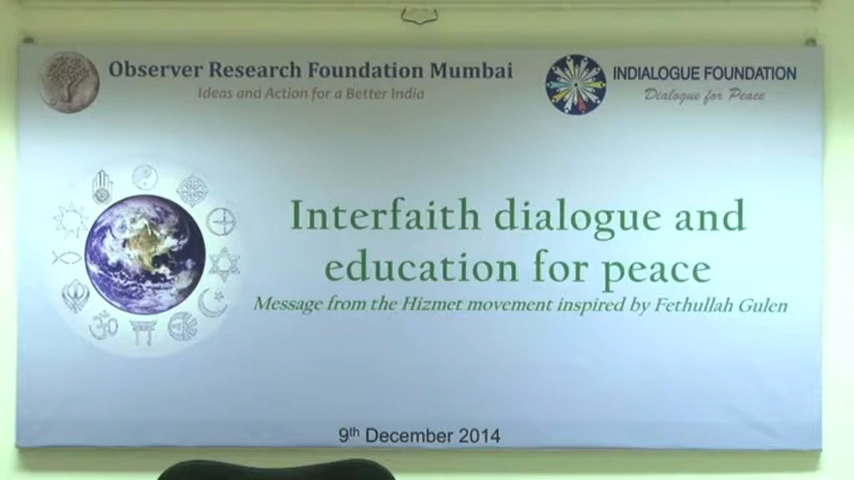 Observer Research Foundation Mumbai
Ideas and Action for a Better India
INDIALOGUE FOUNDATION
Dialogue for Peace
Interfaith dialogue and
education for peace
Message from the Hizmet movement inspired by Fethullah Gulen
9th December 2014